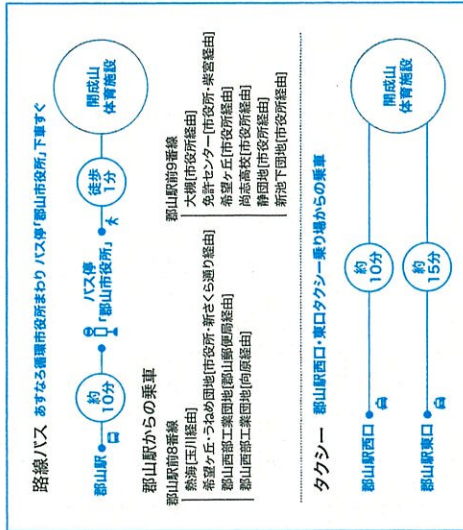 路線バス あすなろ循環市役所まわり バス停「郡山市役所」下車すぐ
郡山駅
約
10分
バス停
「郡山市役所」
徒歩
1分
開成山
体育施設
郡山駅からの乗車
郡山駅前8番線
熱海[玉川経由]
希望ケ丘・うねめ団地[市役所・新さくら通り経由]
郡山西部工業団地[郡山郵便局経由]
郡山西部工業団地[向原経由]
郡山駅前9番線
大槻[市役所経由]
免許センター[市役所・柴宮経由]
希望ヶ丘[市役所経由]
尚志高校[市役所経由]
静団地[市役所経由]
新池下団地[市役所経由]
タクシー 郡山駅西口・東口タクシー乗り場からの乗車
郡山駅西口
約
10分
郡山駅東口
約
15分
開成山
体育施設